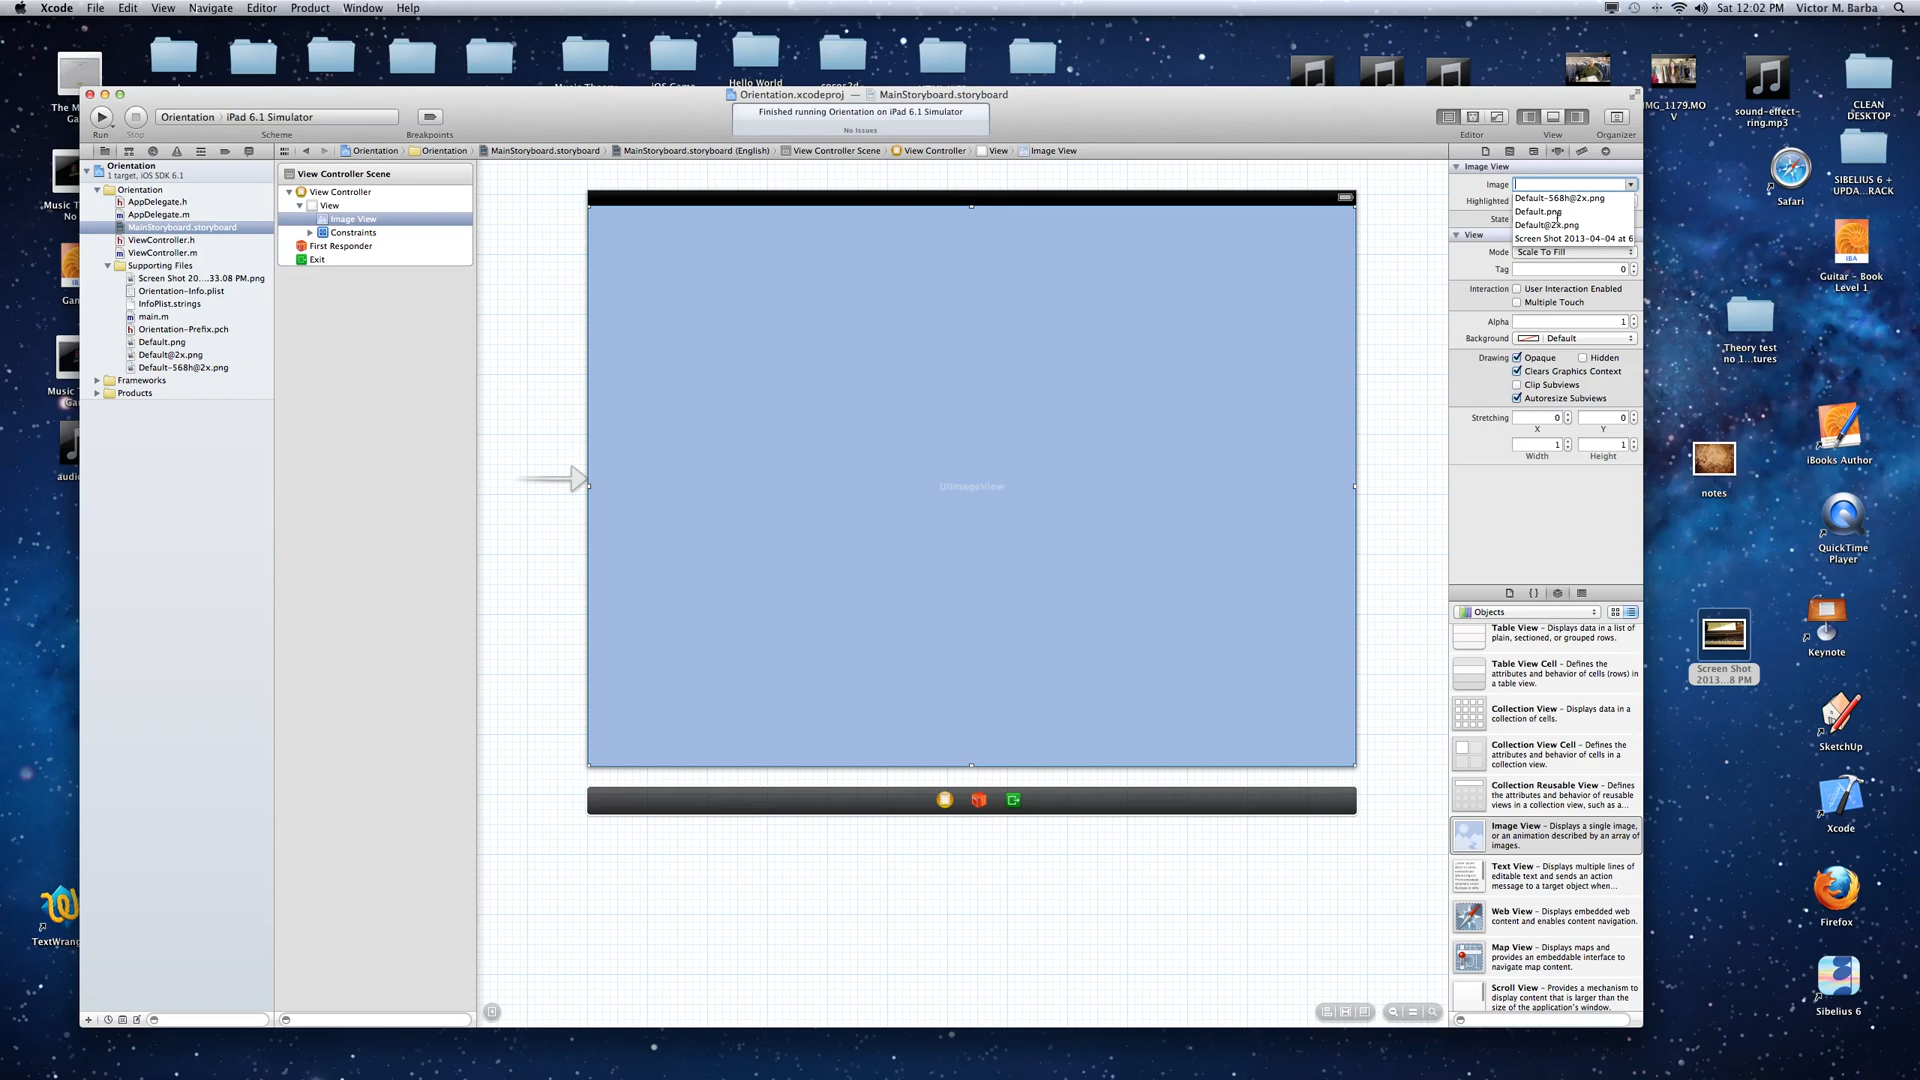 Xcode File Edit View Navigate Editor Product Window Help
Sat 12:02 PM Victor M. Barba
Hello World
Orientation.xcodeproj — MainStoryboard.storyboard
Run Stop
Orientation › iPad 6.1 Simulator
Scheme
Breakpoints
Finished running Orientation on iPad 6.1 Simulator
No Issues
Editor View Organizer
Orientation
1 target, iOS SDK 6.1
Orientation
AppDelegate.h
AppDelegate.m
MainStoryboard.storyboard
ViewController.h
ViewController.m
Supporting Files
Screen Shot 20....33.08 PM.png
Orientation-Info.plist
InfoPlist.strings
main.m
Orientation-Prefix.pch
Default.png
Default@2x.png
Default-568h@2x.png
Frameworks
Products
Orientation › Orientation › MainStoryboard.storyboard › MainStoryboard.storyboard (English) › View Controller Scene › View Controller › View › Image View
View Controller Scene
View Controller
View
Image View
Constraints
First Responder
Exit
UIImageView
Image View
Image
Default-568h@2x.png
Default.png
Default@2x.png
Screen Shot 2013-04-04 at 6
Highlighted
State
View
Mode Scale To Fill
Tag 0
Interaction User Interaction Enabled
Multiple Touch
Alpha 1
Background Default
Drawing Opaque Hidden
Clears Graphics Context
Clip Subviews
Autoresize Subviews
Stretching 0 0
X Y
1 1
Width Height
Objects
Table View - Displays data in a list of
plain, sectioned, or grouped rows.
Table View Cell - Defines the
attributes and behavior of cells (rows) in
a table view.
Collection View - Displays data in a
collection of cells.
Collection View Cell - Defines the
attributes and behavior of cells in a
collection view.
Collection Reusable View - Defines
the attributes and behavior of reusable
views in a collection view, such as a...
Image View - Displays a single image,
or an animation described by an array of
images.
Text View - Displays multiple lines of
editable text and sends an action
message to a target object when...
Web View - Displays embedded web
content and enables content navigation.
Map View - Displays maps and
provides an embeddable interface to
navigate map content.
Scroll View - Provides a mechanism to
display content that is larger than the
size of the application's window.
The M
Ga
Music T
No
Gan
Music T
Ga
audio
TextWrang
IMG_1179.MO
V
sound-effect-
ring.mp3
CLEAN
DESKTOP
Safari
SIBELIUS 6 +
UPDA...RACK
Guitar - Book
Level 1
Theory test
no 1...tures
iBooks Author
notes
QuickTime
Player
Screen Shot
2013...8 PM
Keynote
SketchUp
Xcode
Firefox
Sibelius 6